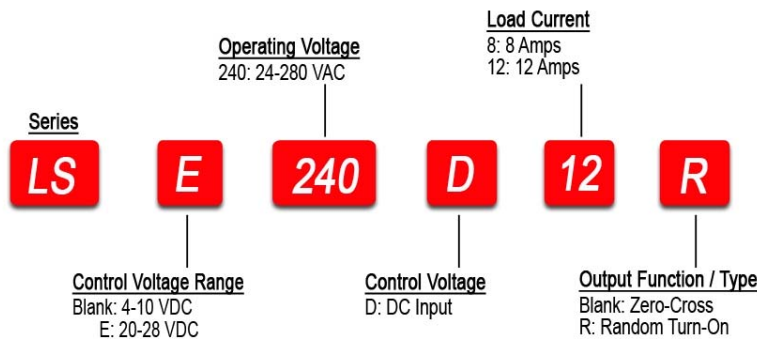 Load Current
8: 8 Amps
12: 12 Amps
Operating Voltage
240: 24-280 VAC
Series
LS E 240 D 12 R
Control Voltage Range
Blank: 4-10 VDC
E: 20-28 VDC
Control Voltage
D: DC Input
Output Function / Type
Blank: Zero-Cross
R: Random Turn-On